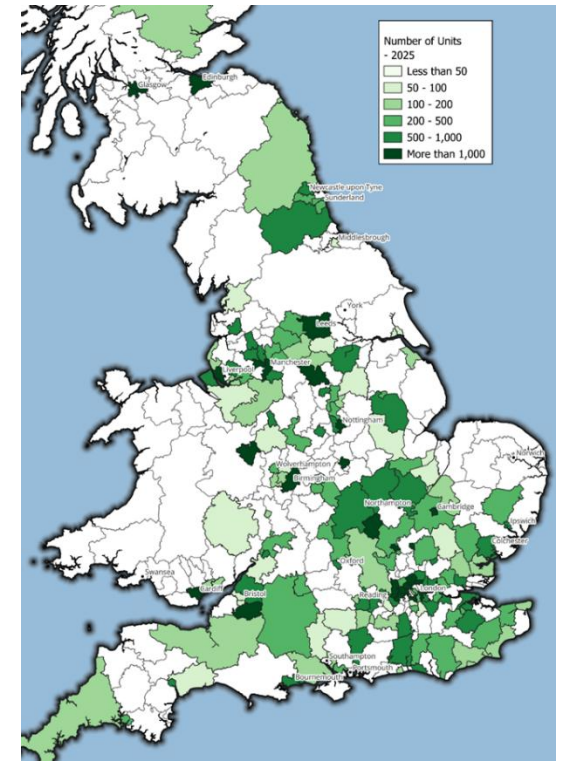 Number of Units
- 2025
Less than 50
50 - 100
100 - 200
200 - 500
500 - 1,000
More than 1,000
Edinburgh
Glasgow
Newcastle upon Tyne
Sunderland
Middlesbrough
York
Leeds
Manchester
Liverpool
Nottingham
Norwich
Wolverhampton
Birmingham
Northampton
Cambridge
Ipswich
Colchester
Oxford
Swansea
Cardiff
Bristol
Reading
London
Southampton
Portsmouth
Bournemouth